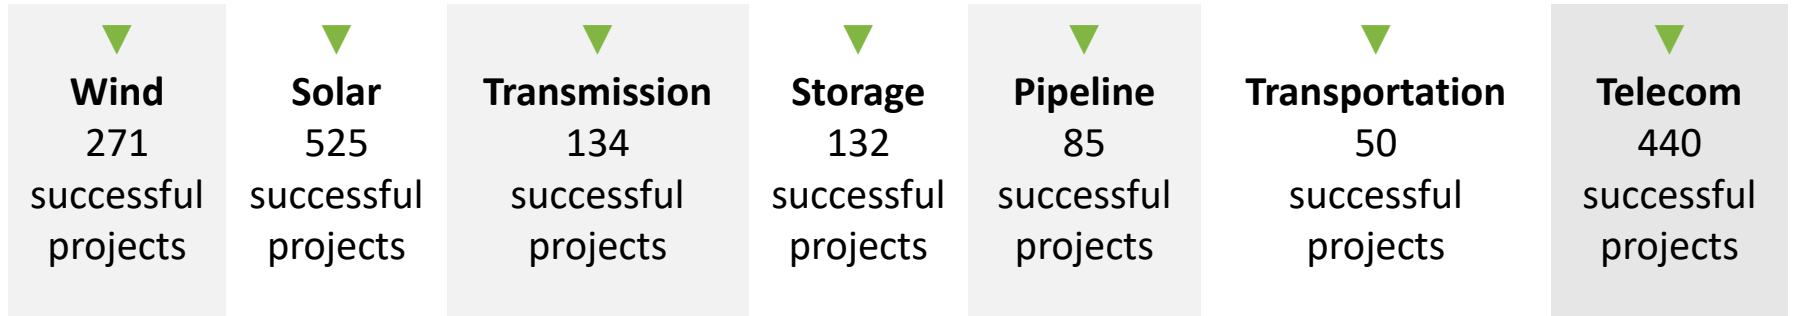 Wind
271
successful
projects
Solar
525
successful
projects
Transmission
134
successful
projects
Storage
132
successful
projects
Pipeline
85
successful
projects
Transportation
50
successful
projects
Telecom
440
successful
projects